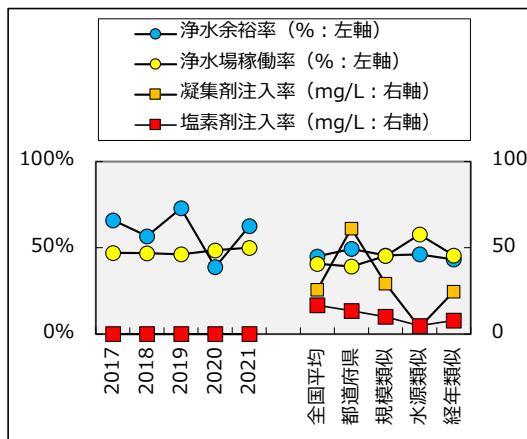 浄水余裕率（%：左軸）
浄水場稼働率（%：左軸）
凝集剤注入率（mg/L：右軸）
塩素剤注入率（mg/L：右軸）
100%
100
50%
50
0%
0
2017
2018
2019
2020
2021
全国平均
都道府県
規模類似
水源類似
経年類似